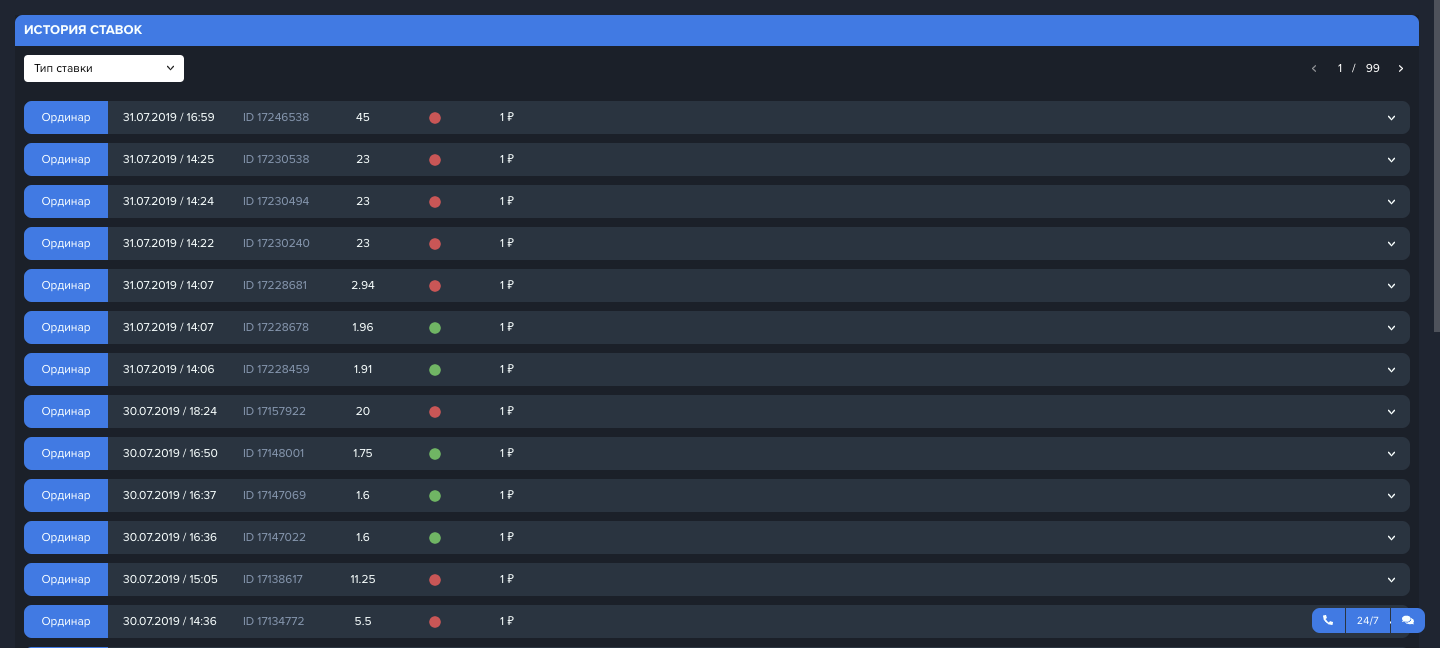 ИСТОРИЯ СТАВОК
Тип ставки 1 / 99
Ординар 31.07.2019 / 16:59 ID 17246538 45 1 ₽
Ординар 31.07.2019 / 14:25 ID 17230538 23 1 ₽
Ординар 31.07.2019 / 14:24 ID 17230494 23 1 ₽
Ординар 31.07.2019 / 14:22 ID 17230240 23 1 ₽
Ординар 31.07.2019 / 14:07 ID 17228681 2.94 1 ₽
Ординар 31.07.2019 / 14:07 ID 17228678 1.96 1 ₽
Ординар 31.07.2019 / 14:06 ID 17228459 1.91 1 ₽
Ординар 30.07.2019 / 18:24 ID 17157922 20 1 ₽
Ординар 30.07.2019 / 16:50 ID 17148001 1.75 1 ₽
Ординар 30.07.2019 / 16:37 ID 17147069 1.6 1 ₽
Ординар 30.07.2019 / 16:36 ID 17147022 1.6 1 ₽
Ординар 30.07.2019 / 15:05 ID 17138617 11.25 1 ₽
Ординар 30.07.2019 / 14:36 ID 17134772 5.5 1 ₽
24/7